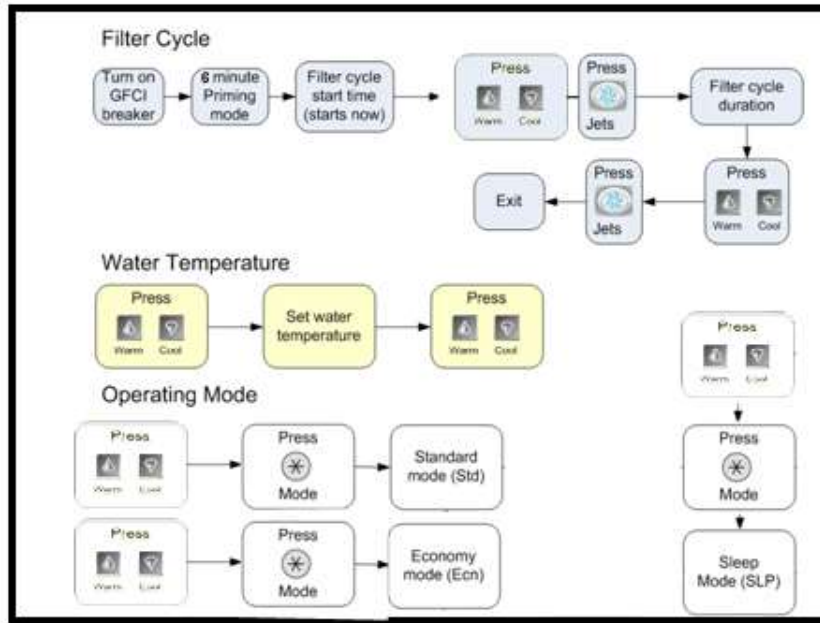 Filter Cycle
Turn on
GFCI
breaker
6 minute
Priming
mode
Filter cycle
start time
(starts now)
Press
Warm Cool
Press
Jets
Filter cycle
duration
Press
Warm Cool
Press
Jets
Exit
Water Temperature
Press
Warm Cool
Set water
temperature
Press
Warm Cool
Operating Mode
Press
Warm Cool
Press
Mode
Standard
mode (Std)
Press
Warm Cool
Press
Mode
Economy
mode (Ecn)
Press
Warm Cool
Press
Mode
Sleep
Mode (SLP)